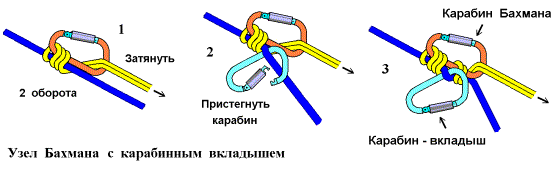 1
Затянуть
2 оборота
2
Пристегнуть
карабин
Карабин Бахмана
3
Карабин - вкладыш
Узел Бахмана с карабинным вкладышем